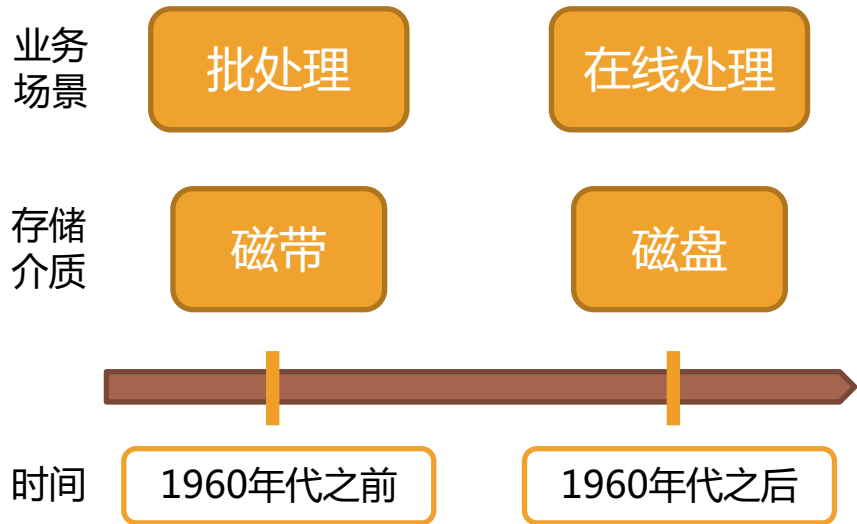 业务
场景
批处理
在线处理
存储
介质
磁带
磁盘
时间
1960年代之前
1960年代之后